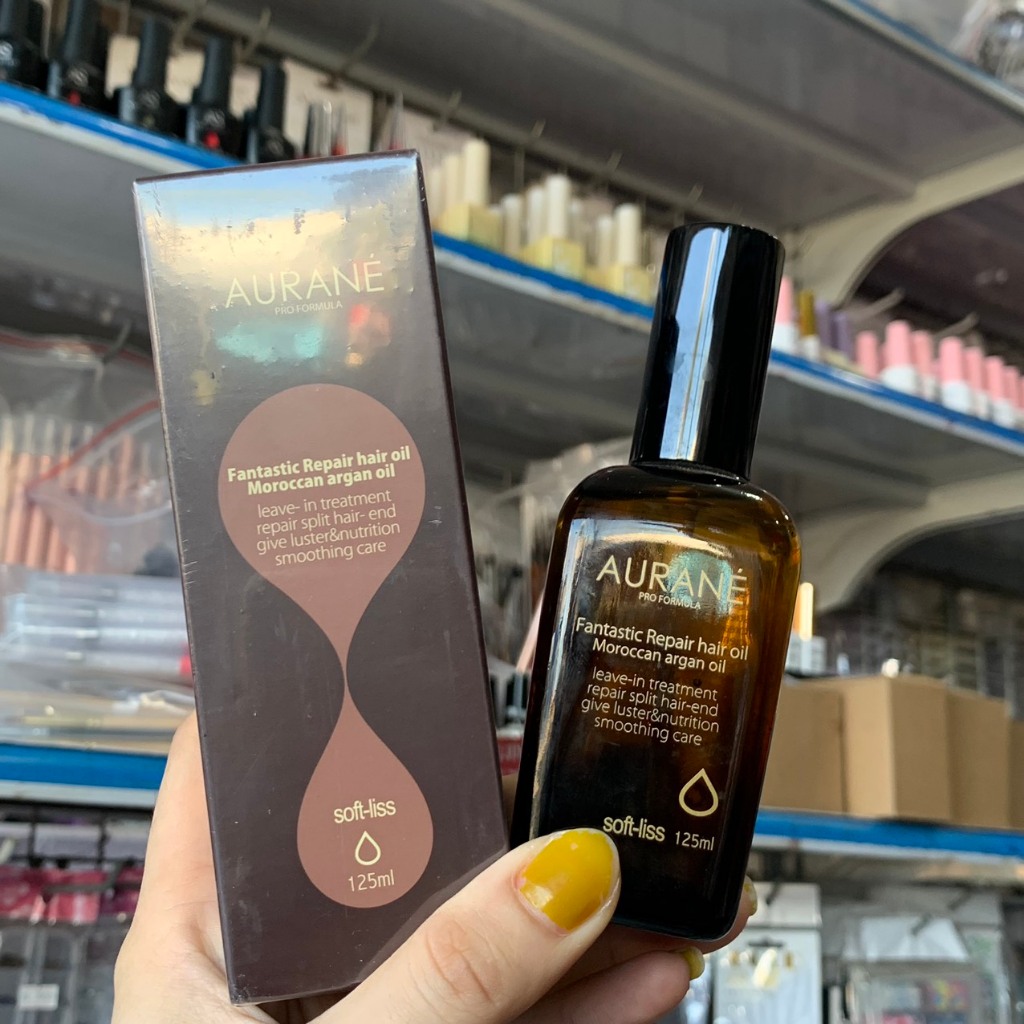 AURANÉ
PRO FORMULA
Fantastic Repair hair oil
Moroccan argan oil
leave- in treatment
repair split hair- end
give luster&nutrition
smoothing care
soft-liss
125ml
AURANÉ
PRO FORMULA
Fantastic Repair hair oil
Moroccan argan oil
leave-in treatment
repair split hair-end
give luster&nutrition
smoothing care
soft-liss 125ml